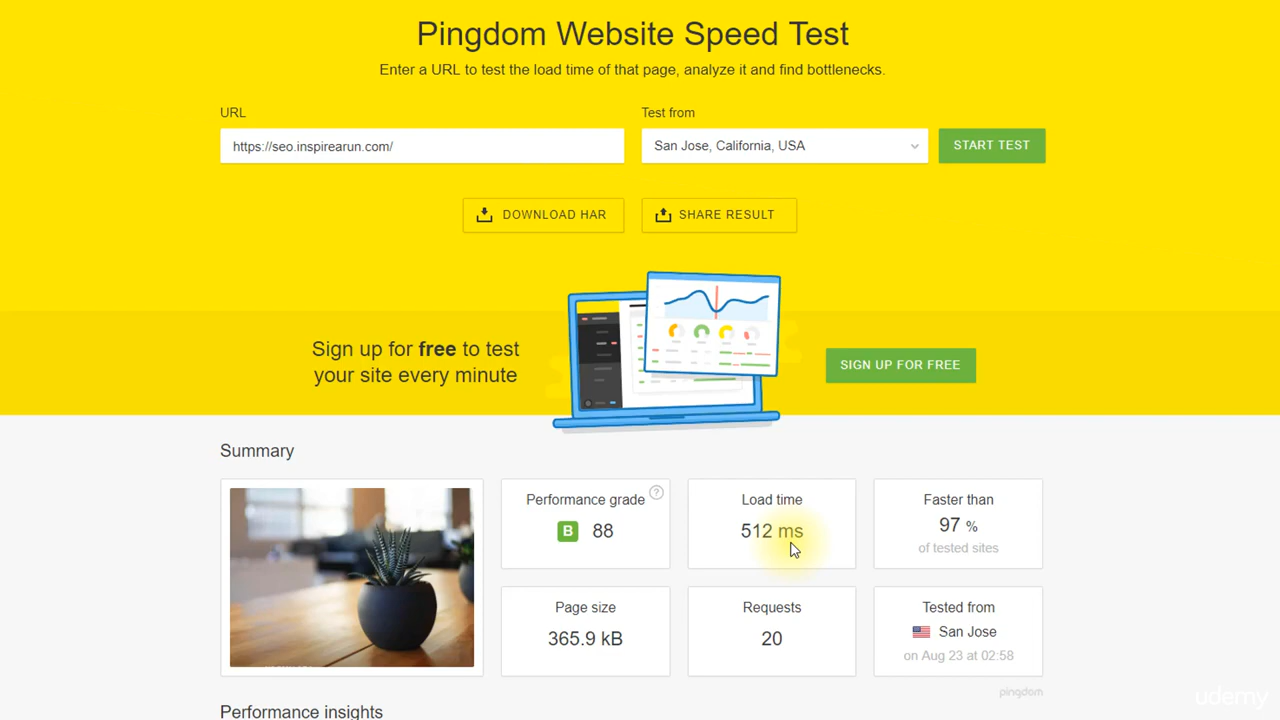 Pingdom Website Speed Test
Enter a URL to test the load time of that page, analyze it and find bottlenecks.
URL
Test from
https://seo.inspirearun.com/
San Jose, California, USA
START TEST
DOWNLOAD HAR
SHARE RESULT
Sign up for free to test
your site every minute
SIGN UP FOR FREE
Summary
Performance grade
?
B 88
Load time
512 ms
Faster than
97 %
of tested sites
Page size
365.9 kB
Requests
20
Tested from
San Jose
on Aug 23 at 02:58
pingdom
Performance insights
udemy